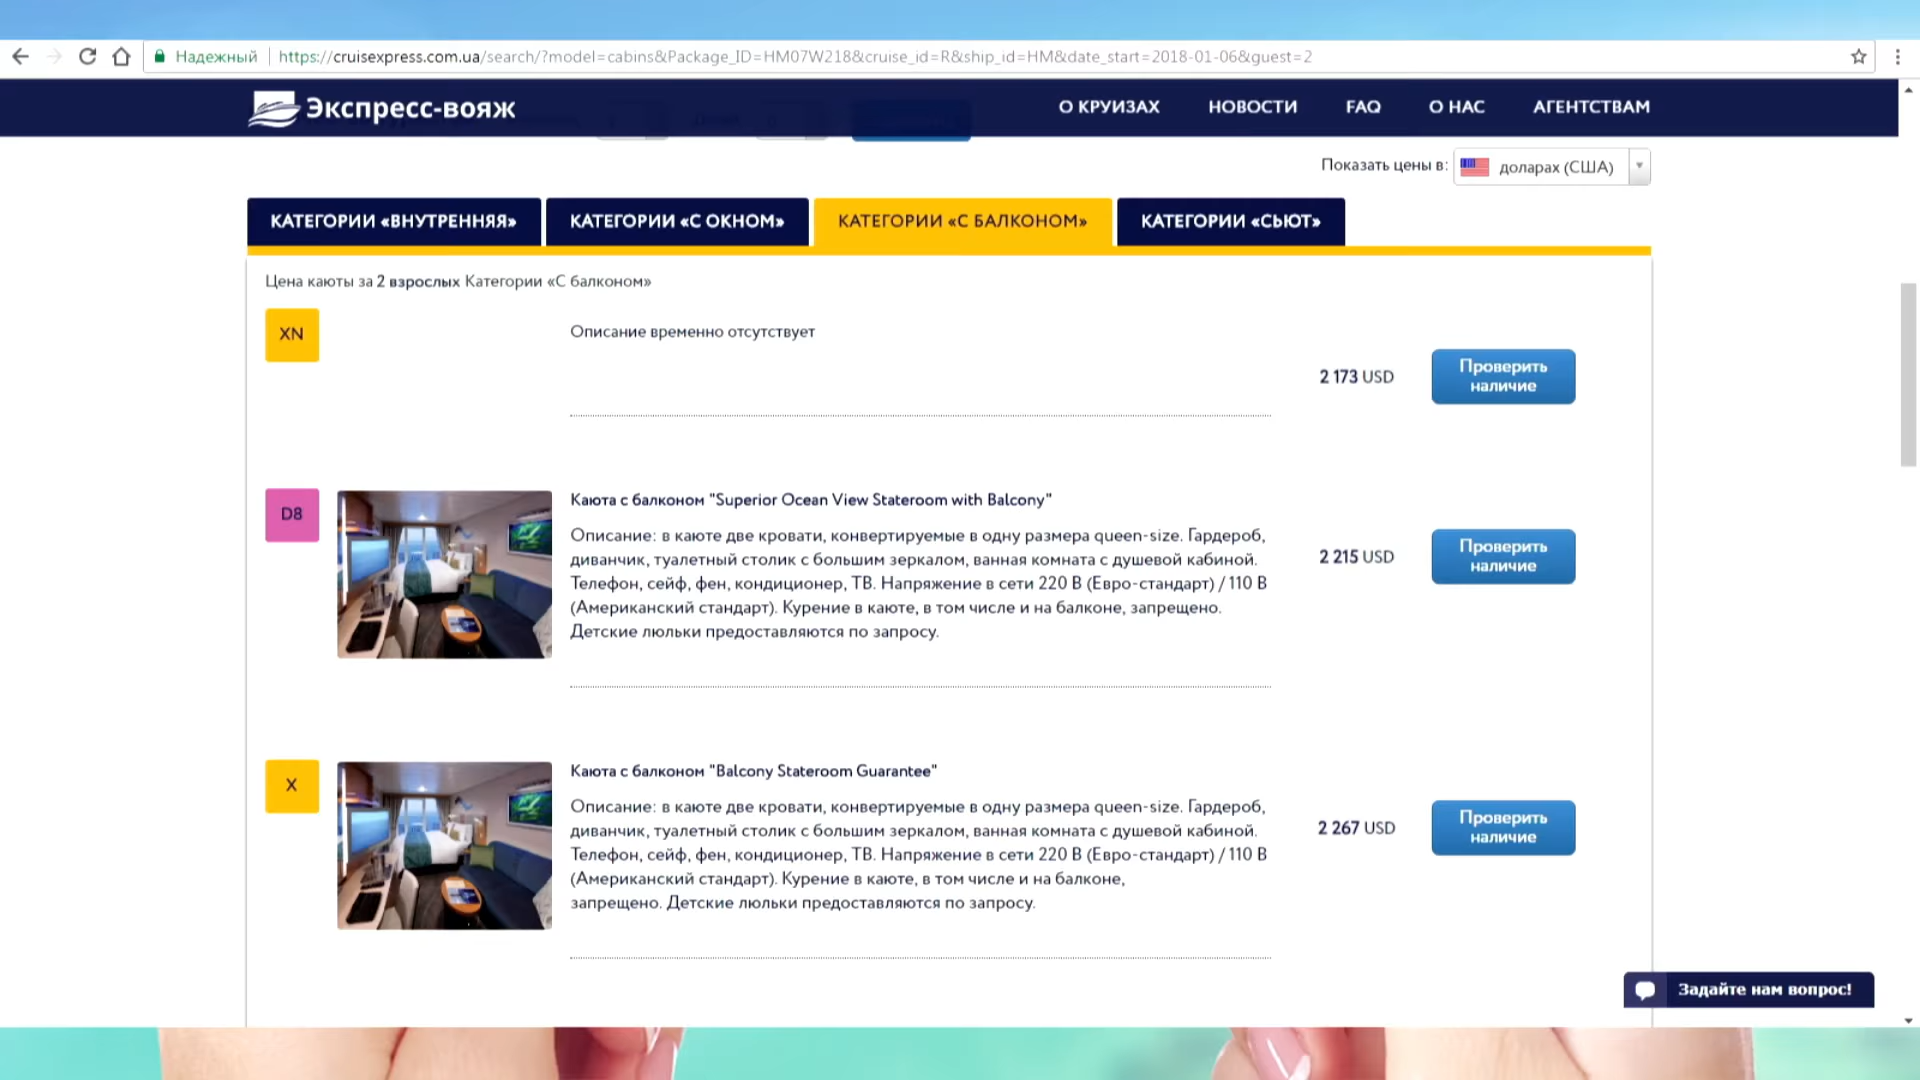 Надежный https://cruisexpress.com.ua/search/?model=cabins&Package_ID=HM07W218&cruise_id=R&ship_id=HM&date_start=2018-01-06&guest=2
Экспресс-вояж О КРУИЗАХ НОВОСТИ FAQ О НАС АГЕНТСТВАМ
Показать цены в: доларах (США)
КАТЕГОРИИ «ВНУТРЕННЯЯ» КАТЕГОРИИ «С ОКНОМ» КАТЕГОРИИ «С БАЛКОНОМ» КАТЕГОРИИ «СЬЮТ»
Цена каюты за 2 взрослых Категории «С балконом»
XN
Описание временно отсутствует
2 173 USD
Проверить
наличие
D8
Каюта с балконом "Superior Ocean View Stateroom with Balcony"
Описание: в каюте две кровати, конвертируемые в одну размера queen-size. Гардероб,
диванчик, туалетный столик с большим зеркалом, ванная комната с душевой кабиной.
Телефон, сейф, фен, кондиционер, ТВ. Напряжение в сети 220 В (Евро-стандарт) / 110 В
(Американский стандарт). Курение в каюте, в том числе и на балконе, запрещено.
Детские люльки предоставляются по запросу.
2 215 USD
Проверить
наличие
X
Каюта с балконом "Balcony Stateroom Guarantee"
Описание: в каюте две кровати, конвертируемые в одну размера queen-size. Гардероб,
диванчик, туалетный столик с большим зеркалом, ванная комната с душевой кабиной.
Телефон, сейф, фен, кондиционер, ТВ. Напряжение в сети 220 В (Евро-стандарт) / 110 В
(Американский стандарт). Курение в каюте, в том числе и на балконе,
запрещено. Детские люльки предоставляются по запросу.
2 267 USD
Проверить
наличие
Задайте нам вопрос!